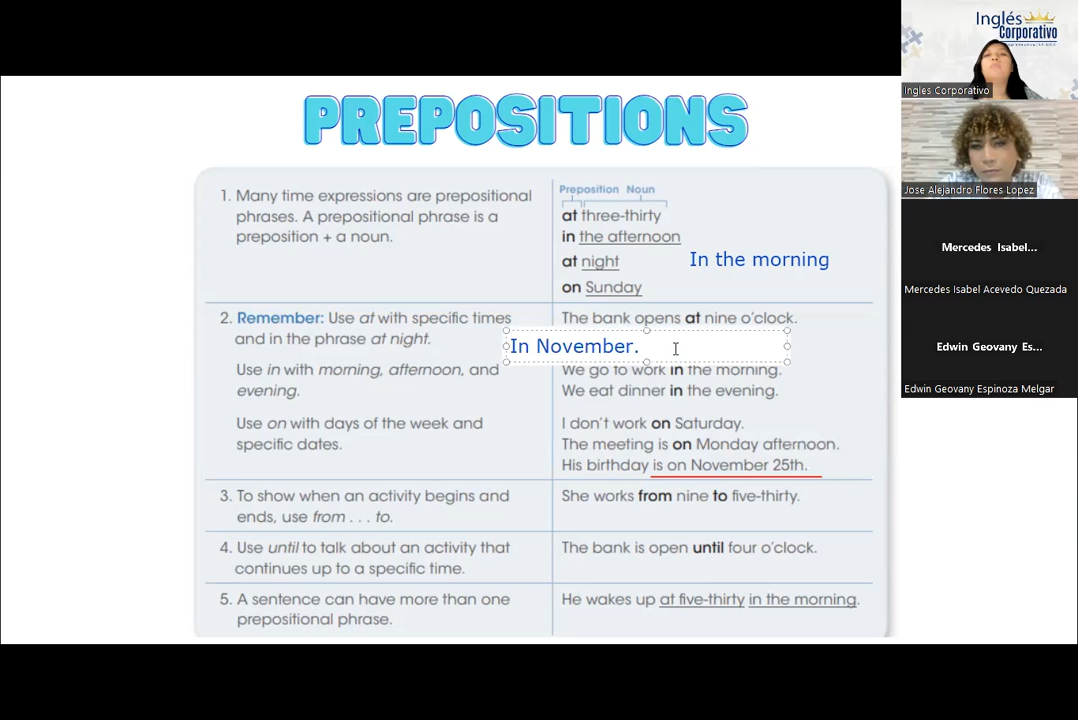 PREPOSITIONS
1. Many time expressions are prepositional
phrases. A prepositional phrase is a
preposition + a noun.
Preposition Noun
at three-thirty
in the afternoon
at night
on Sunday
In the morning
2. Remember: Use at with specific times
and in the phrase at night.
The bank opens at nine o'clock.
In November.
Use in with morning, afternoon, and
evening.
We go to work in the morning.
We eat dinner in the evening.
Use on with days of the week and
specific dates.
I don't work on Saturday.
The meeting is on Monday afternoon.
His birthday is on November 25th.
3. To show when an activity begins and
ends, use from . . . to.
She works from nine to five-thirty.
4. Use until to talk about an activity that
continues up to a specific time.
The bank is open until four o'clock.
5. A sentence can have more than one
prepositional phrase.
He wakes up at five-thirty in the morning.
Inglés
Corporativo
Ingles Corporativo
Jose Alejandro Flores Lopez
Mercedes Isabel...
Mercedes Isabel Acevedo Quezada
Edwin Geovany Es...
Edwin Geovany Espinoza Melgar